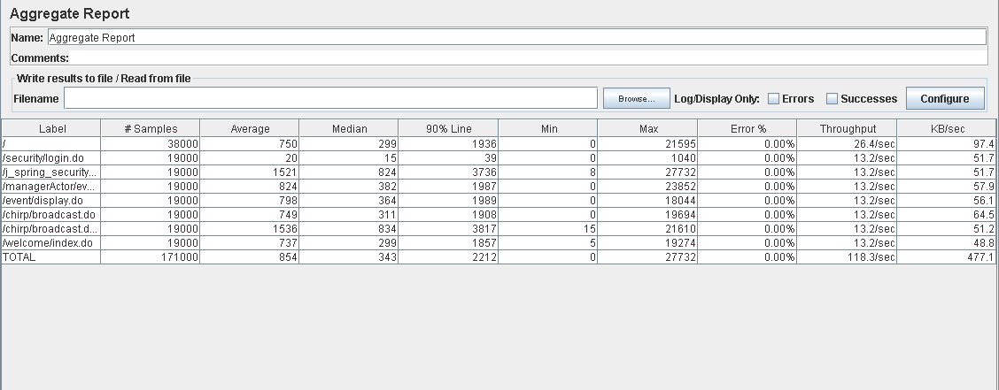 Aggregate Report
Name: Aggregate Report
Comments:
Write results to file / Read from file
Filename Browse... Log/Display Only: Errors Successes Configure
Label # Samples Average Median 90% Line Min Max Error % Throughput KB/sec
/ 38000 750 299 1936 0 21595 0.00% 26.4/sec 97.4
/security/login.do 19000 20 15 39 0 1040 0.00% 13.2/sec 51.7
/j_spring_security... 19000 1521 824 3736 8 27732 0.00% 13.2/sec 51.7
/managerActor/ev... 19000 824 382 1987 0 23852 0.00% 13.2/sec 57.9
/event/display.do 19000 798 364 1989 0 18044 0.00% 13.2/sec 56.1
/chirp/broadcast.do 19000 749 311 1908 0 19694 0.00% 13.2/sec 64.5
/chirp/broadcast.d... 19000 1536 834 3817 15 21610 0.00% 13.2/sec 51.2
/welcome/index.do 19000 737 299 1857 5 19274 0.00% 13.2/sec 48.8
TOTAL 171000 854 343 2212 0 27732 0.00% 118.3/sec 477.1